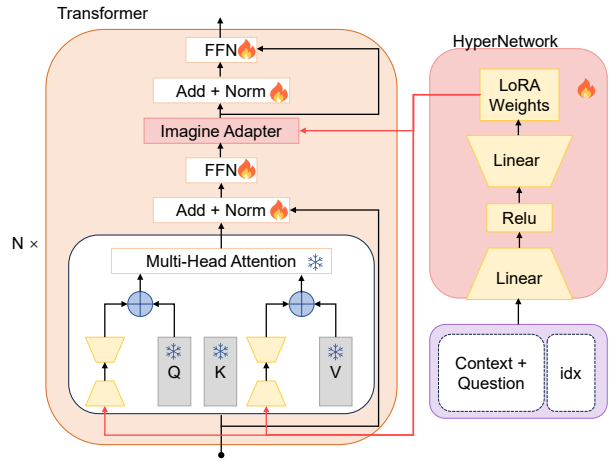 Transformer
FFN
Add + Norm
Imagine Adapter
FFN
Add + Norm
N ×
Multi-Head Attention
Q
K
V
HyperNetwork
LoRA
Weights
Linear
Relu
Linear
Context +
Question
idx